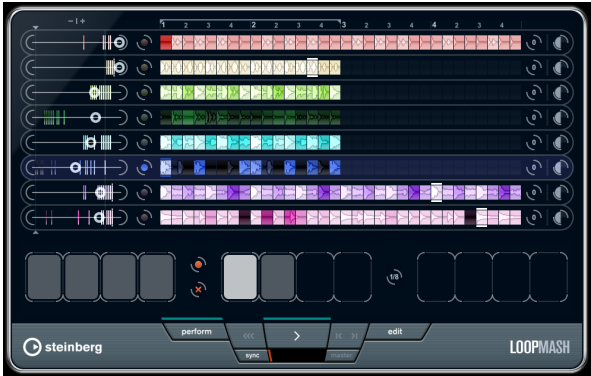 − | +
1 2 3 4 2 2 3 4 3 2 3 4 4 2 3 4
1/8
perform edit
sync master
steinberg LOOPMASH